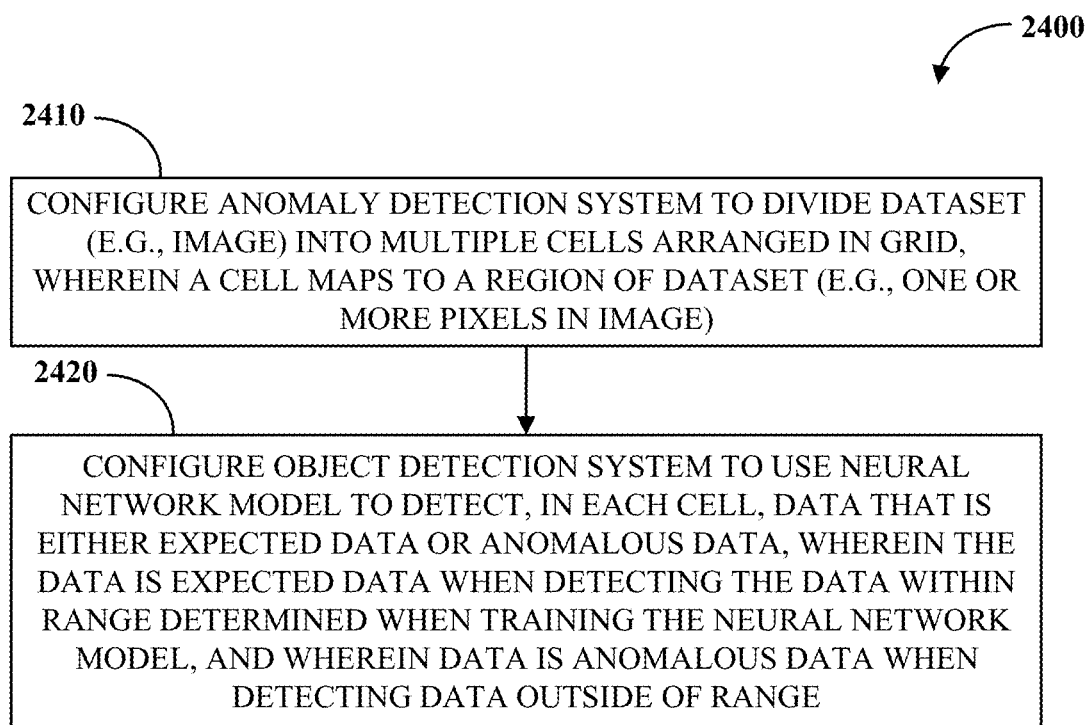 2400
2410
CONFIGURE ANOMALY DETECTION SYSTEM TO DIVIDE DATASET
(E.G., IMAGE) INTO MULTIPLE CELLS ARRANGED IN GRID,
WHEREIN A CELL MAPS TO A REGION OF DATASET (E.G., ONE OR
MORE PIXELS IN IMAGE)
2420
CONFIGURE OBJECT DETECTION SYSTEM TO USE NEURAL
NETWORK MODEL TO DETECT, IN EACH CELL, DATA THAT IS
EITHER EXPECTED DATA OR ANOMALOUS DATA, WHEREIN THE
DATA IS EXPECTED DATA WHEN DETECTING THE DATA WITHIN
RANGE DETERMINED WHEN TRAINING THE NEURAL NETWORK
MODEL, AND WHEREIN DATA IS ANOMALOUS DATA WHEN
DETECTING DATA OUTSIDE OF RANGE